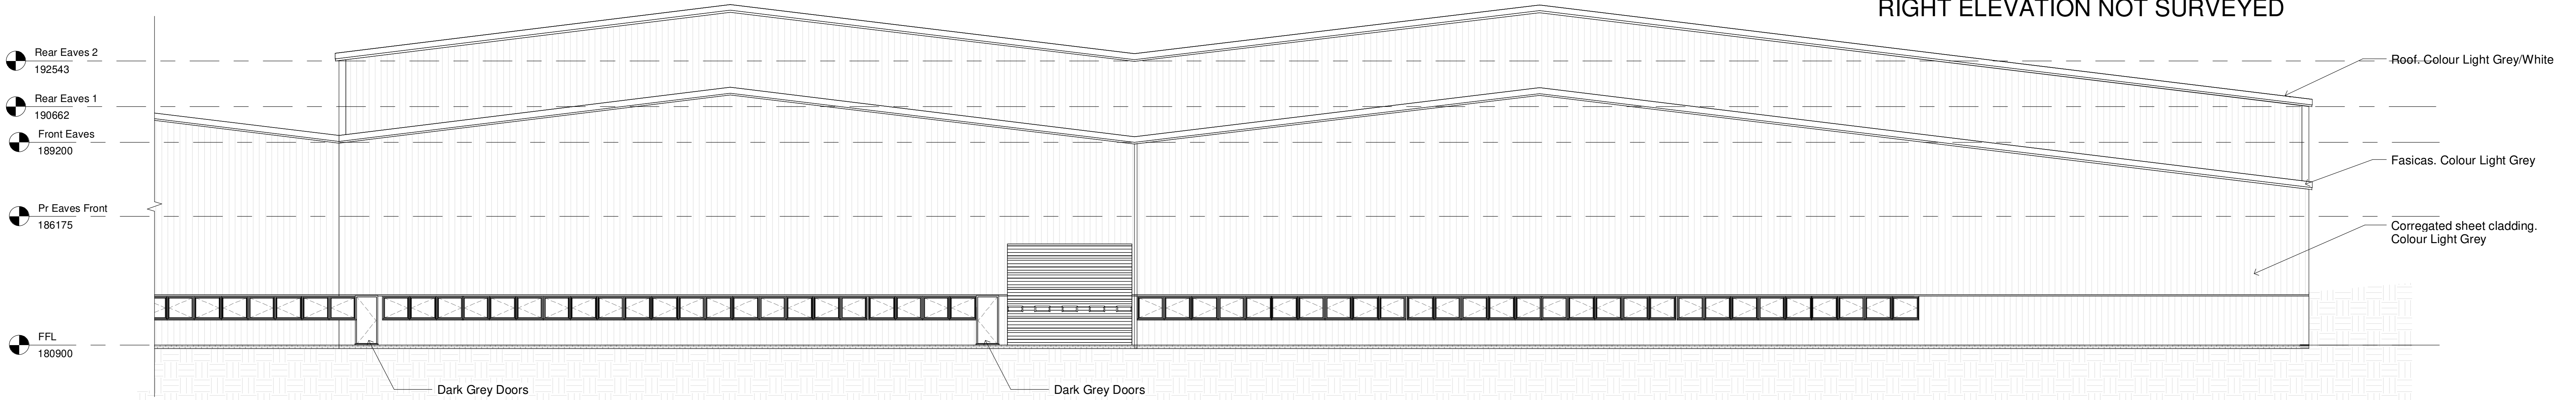 RIGHT ELEVATION NOT SURVEYED
Rear Eaves 2
192543
Roof. Colour Light Grey/White
Rear Eaves 1
190662
Front Eaves
189200
Fasicas. Colour Light Grey
Pr Eaves Front
186175
Corregated sheet cladding.
Colour Light Grey
FFL
180900
Dark Grey Doors
Dark Grey Doors